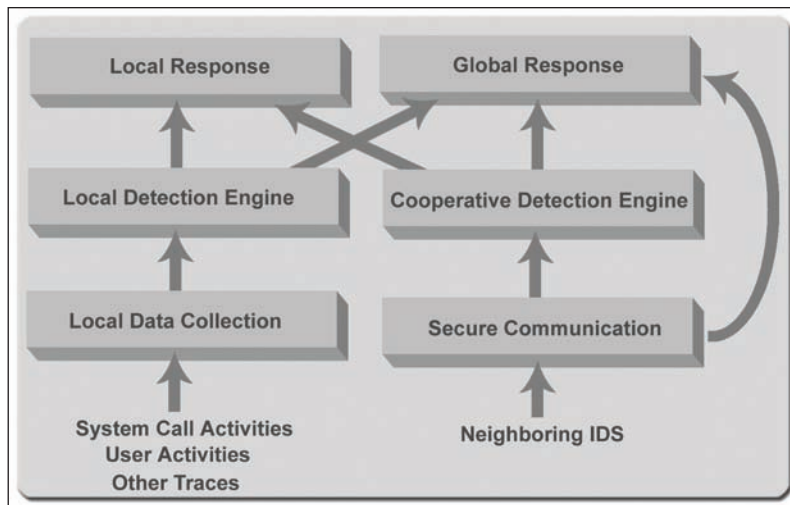 Local Response
Global Response
Local Detection Engine
Cooperative Detection Engine
Local Data Collection
Secure Communication
System Call Activities
User Activities
Other Traces
Neighboring IDS